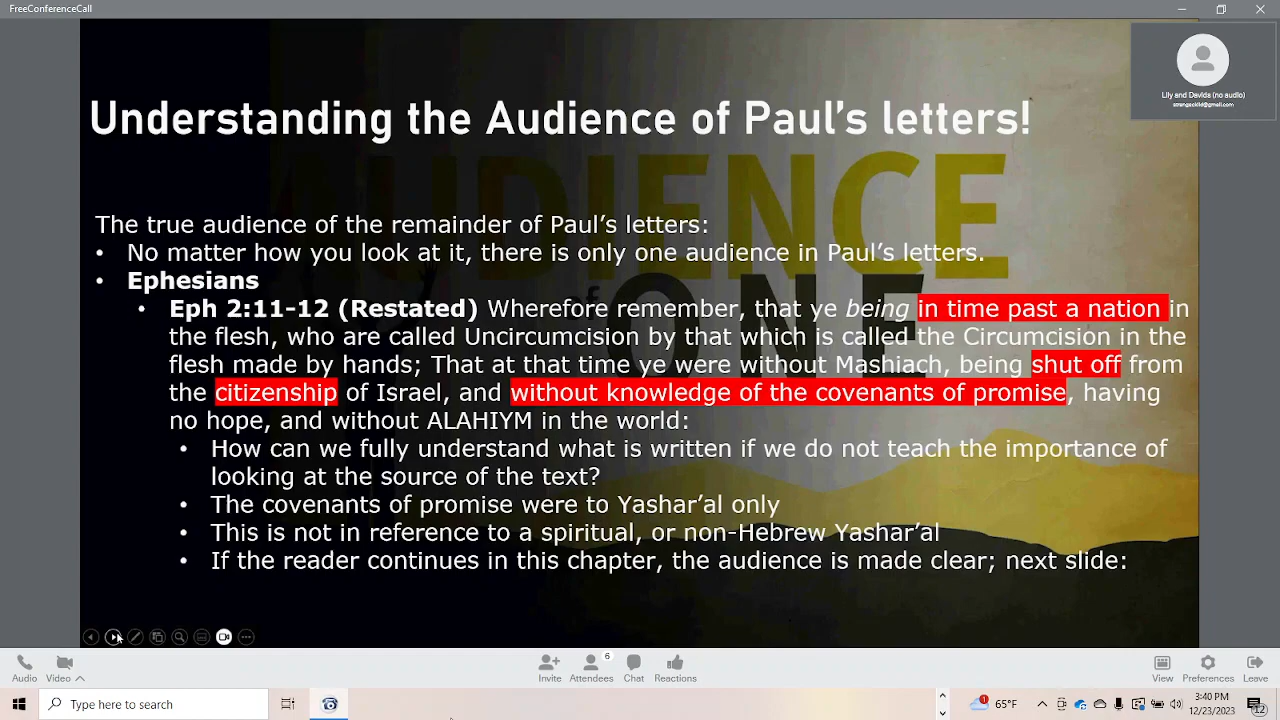 FreeConferenceCall
Lily and Davids (no audio)
Understanding the Audience of Paul's letters!
AUDIENCE
of ONE
The true audience of the remainder of Paul's letters:
• No matter how you look at it, there is only one audience in Paul's letters.
• Ephesians
• Eph 2:11-12 (Restated) Wherefore remember, that ye being in time past a nation in
the flesh, who are called Uncircumcision by that which is called the Circumcision in the
flesh made by hands; That at that time ye were without Mashiach, being shut off from
the citizenship of Israel, and without knowledge of the covenants of promise, having
no hope, and without ALAHIYM in the world:
• How can we fully understand what is written if we do not teach the importance of
looking at the source of the text?
• The covenants of promise were to Yashar'al only
• This is not in reference to a spiritual, or non-Hebrew Yashar'al
• If the reader continues in this chapter, the audience is made clear; next slide:
6
Audio Video Invite Attendees Chat Reactions View Preferences Leave
Type here to search
1 65°F 3:40 PM
12/23/2023 12